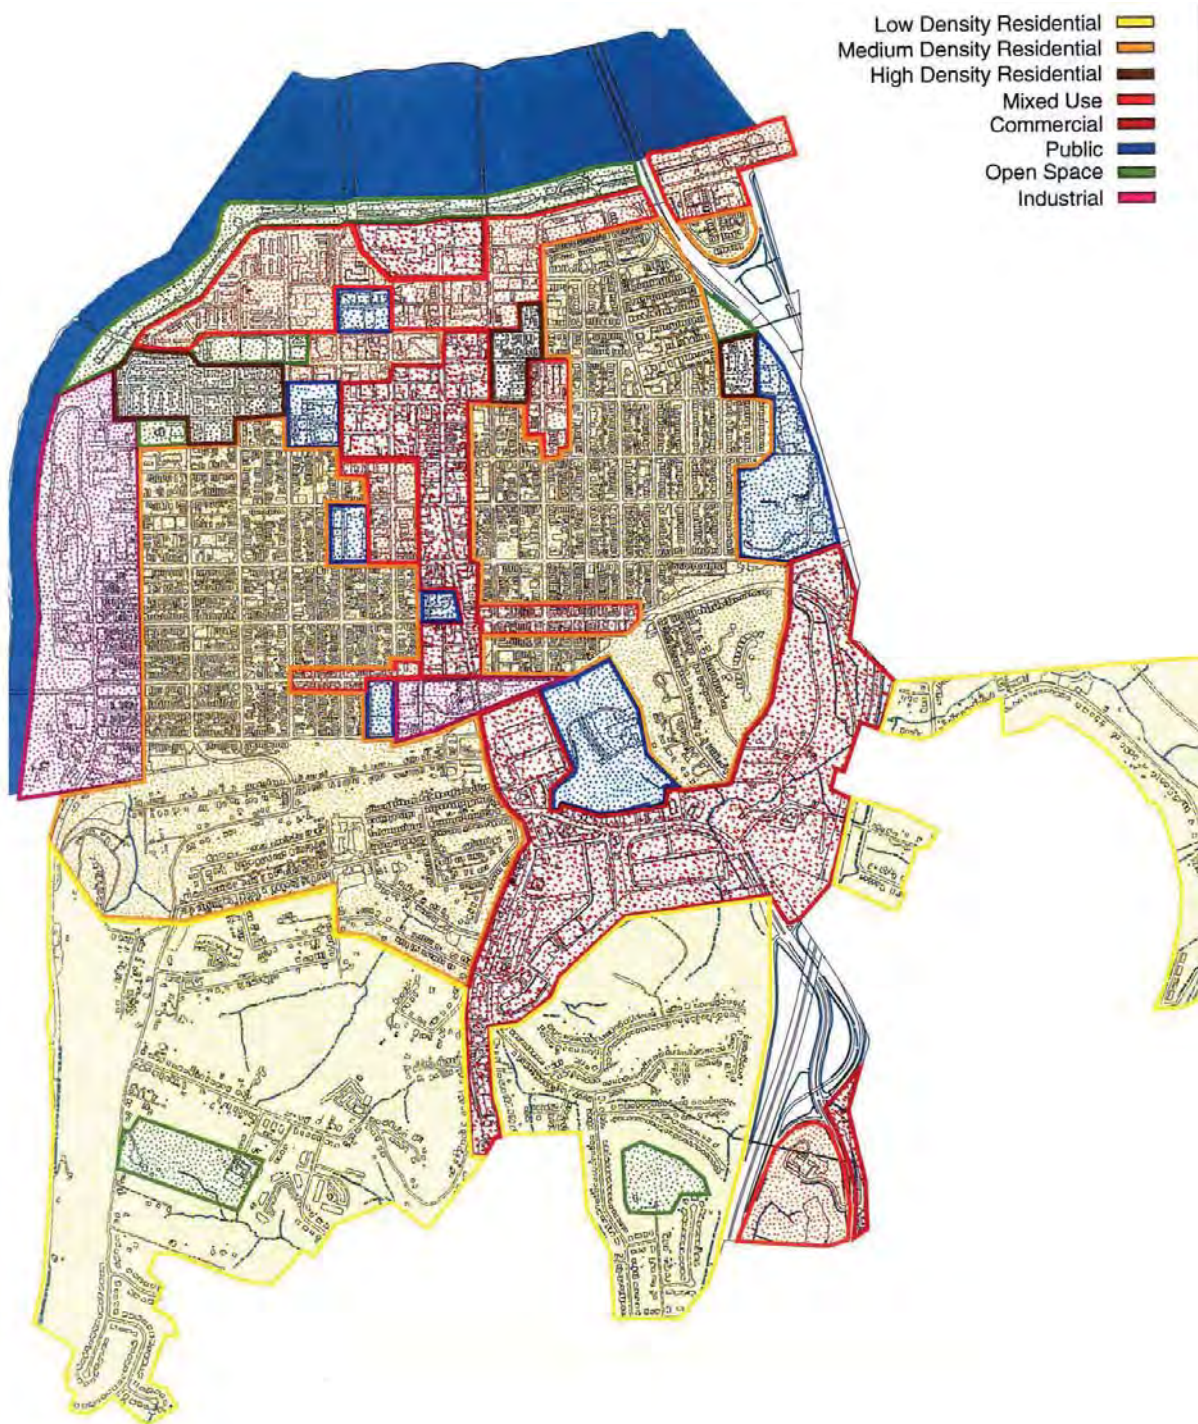 Low Density Residential
Medium Density Residential
High Density Residential
Mixed Use
Commercial
Public
Open Space
Industrial